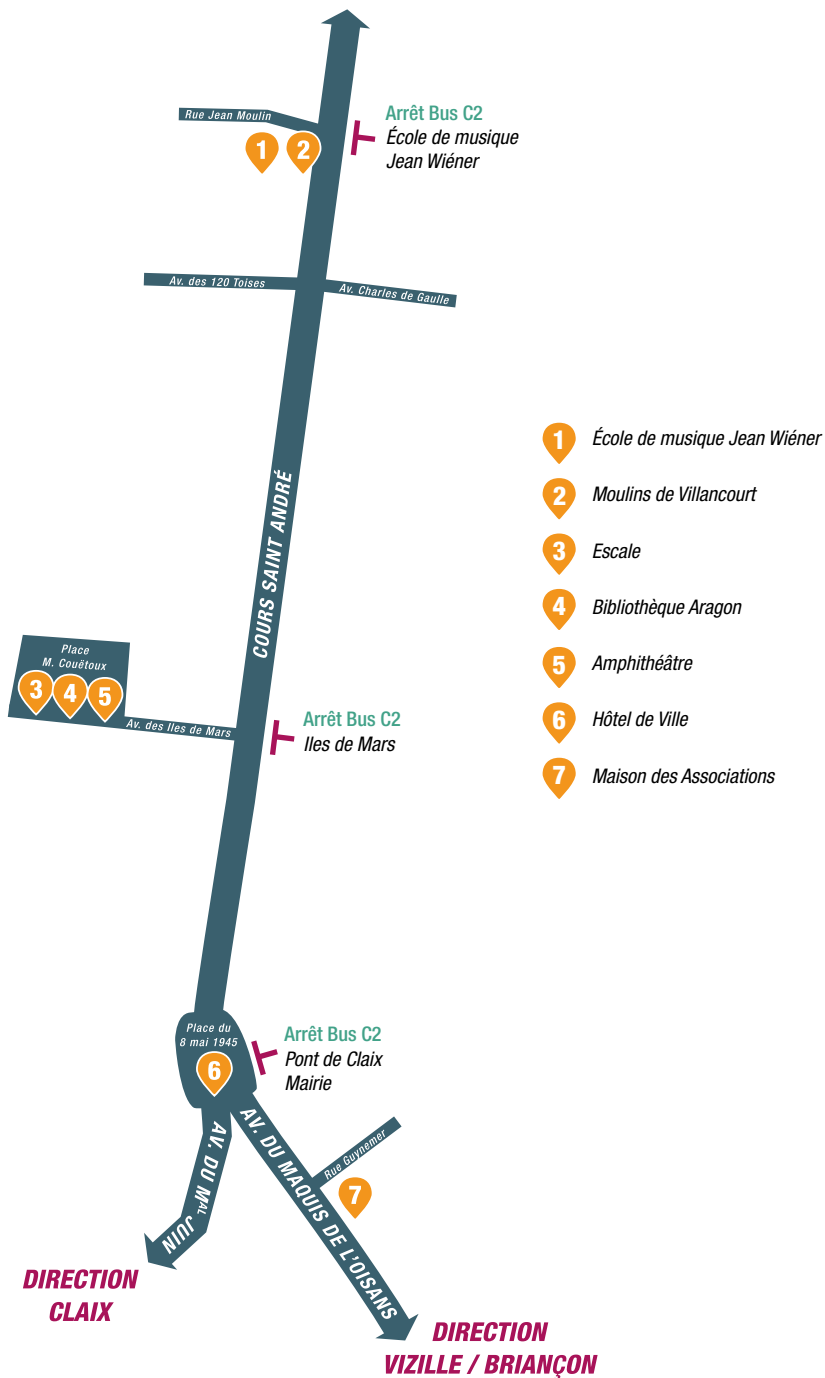 Rue Jean Moulin
Arrêt Bus C2
École de musique
Jean Wiéner
1
2
Av. des 120 Toises
Av. Charles de Gaulle
COURS SAINT ANDRÉ
1
École de musique Jean Wiéner
2
Moulins de Villancourt
3
Escale
4
Bibliothèque Aragon
5
Amphithéâtre
6
Hôtel de Ville
7
Maison des Associations
Place
M. Couëtoux
3
4
5
Av. des Iles de Mars
Arrêt Bus C2
Iles de Mars
Place du
8 mai 1945
6
Arrêt Bus C2
Pont de Claix
Mairie
AV. DU MAL JUIN
AV. DU MAQUIS DE L'OISANS
Rue Guynemer
7
DIRECTION
CLAIX
DIRECTION
VIZILLE / BRIANÇON